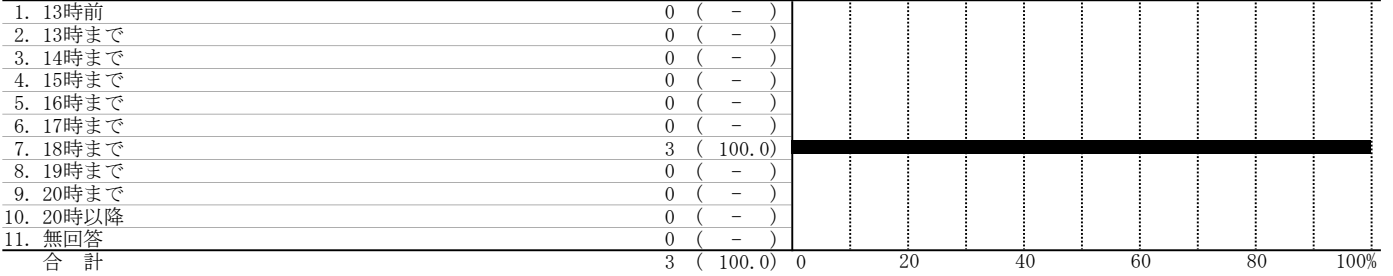 1. 13時前 0 ( - )
2. 13時まで 0 ( - )
3. 14時まで 0 ( - )
4. 15時まで 0 ( - )
5. 16時まで 0 ( - )
6. 17時まで 0 ( - )
7. 18時まで 3 ( 100.0)
8. 19時まで 0 ( - )
9. 20時まで 0 ( - )
10. 20時以降 0 ( - )
11. 無回答 0 ( - )
合 計 3 ( 100.0) 0 20 40 60 80 100%